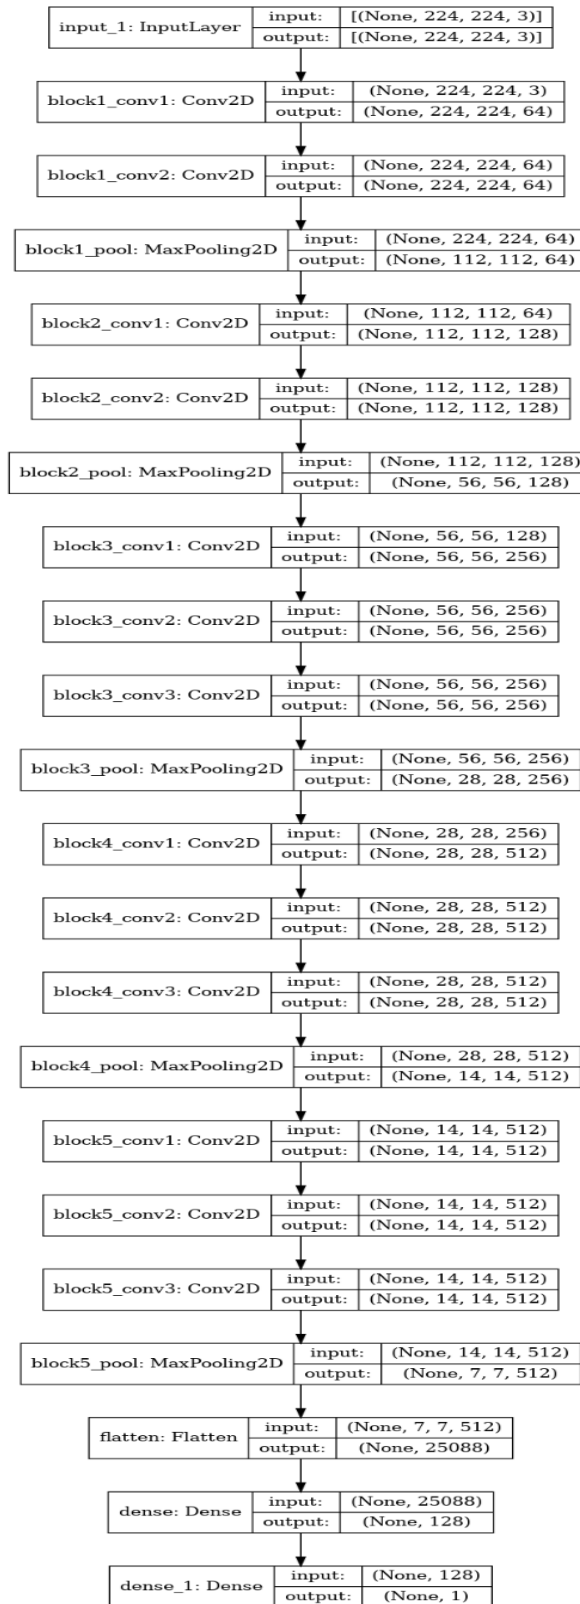 input_1: InputLayer
input: [(None, 224, 224, 3)]
output: [(None, 224, 224, 3)]
block1_conv1: Conv2D
input: (None, 224, 224, 3)
output: (None, 224, 224, 64)
block1_conv2: Conv2D
input: (None, 224, 224, 64)
output: (None, 224, 224, 64)
block1_pool: MaxPooling2D
input: (None, 224, 224, 64)
output: (None, 112, 112, 64)
block2_conv1: Conv2D
input: (None, 112, 112, 64)
output: (None, 112, 112, 128)
block2_conv2: Conv2D
input: (None, 112, 112, 128)
output: (None, 112, 112, 128)
block2_pool: MaxPooling2D
input: (None, 112, 112, 128)
output: (None, 56, 56, 128)
block3_conv1: Conv2D
input: (None, 56, 56, 128)
output: (None, 56, 56, 256)
block3_conv2: Conv2D
input: (None, 56, 56, 256)
output: (None, 56, 56, 256)
block3_conv3: Conv2D
input: (None, 56, 56, 256)
output: (None, 56, 56, 256)
block3_pool: MaxPooling2D
input: (None, 56, 56, 256)
output: (None, 28, 28, 256)
block4_conv1: Conv2D
input: (None, 28, 28, 256)
output: (None, 28, 28, 512)
block4_conv2: Conv2D
input: (None, 28, 28, 512)
output: (None, 28, 28, 512)
block4_conv3: Conv2D
input: (None, 28, 28, 512)
output: (None, 28, 28, 512)
block4_pool: MaxPooling2D
input: (None, 28, 28, 512)
output: (None, 14, 14, 512)
block5_conv1: Conv2D
input: (None, 14, 14, 512)
output: (None, 14, 14, 512)
block5_conv2: Conv2D
input: (None, 14, 14, 512)
output: (None, 14, 14, 512)
block5_conv3: Conv2D
input: (None, 14, 14, 512)
output: (None, 14, 14, 512)
block5_pool: MaxPooling2D
input: (None, 14, 14, 512)
output: (None, 7, 7, 512)
flatten: Flatten
input: (None, 7, 7, 512)
output: (None, 25088)
dense: Dense
input: (None, 25088)
output: (None, 128)
dense_1: Dense
input: (None, 128)
output: (None, 1)